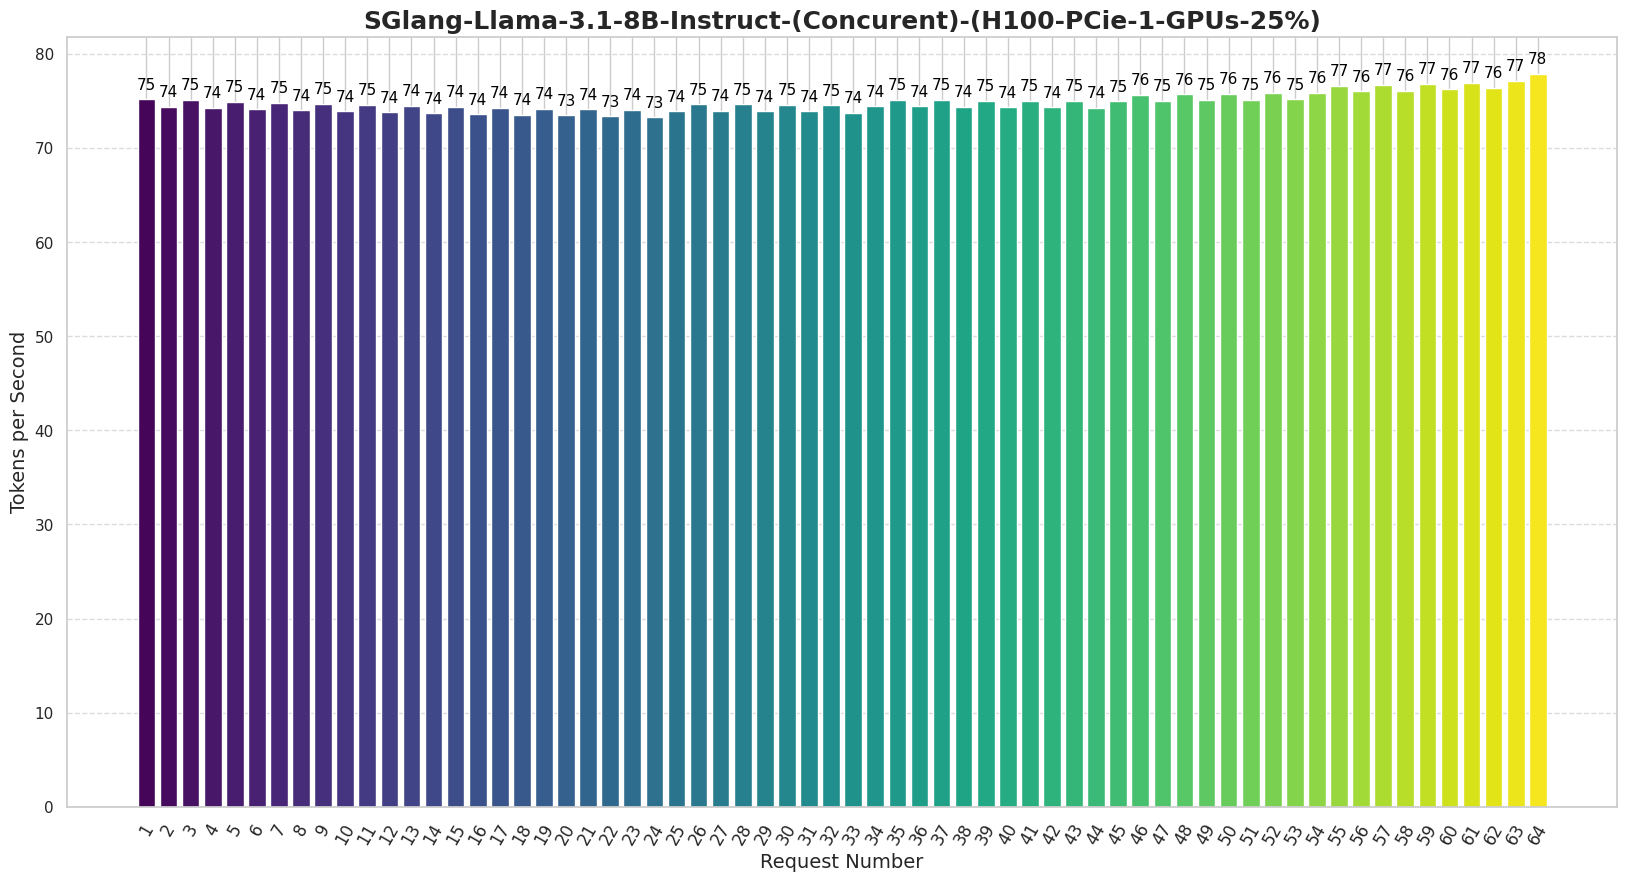 SGlang-Llama-3.1-8B-Instruct-(Concurent)-(H100-PCie-1-GPUs-25%)
Tokens per Second
80
70
60
50
40
30
20
10
0
75 74 75 74 75 74 75 74 75 74 75 74 74 74 74 74 74 74 74 73 74 73 74 73 74 75 74 75 74 75 74 75 74 74 75 74 75 74 75 74 75 74 75 74 75 76 75 76 75 76 75 76 75 76 77 76 77 76 77 76 77 76 77 78
1 2 3 4 5 6 7 8 9 10 11 12 13 14 15 16 17 18 19 20 21 22 23 24 25 26 27 28 29 30 31 32 33 34 35 36 37 38 39 40 41 42 43 44 45 46 47 48 49 50 51 52 53 54 55 56 57 58 59 60 61 62 63 64
Request Number